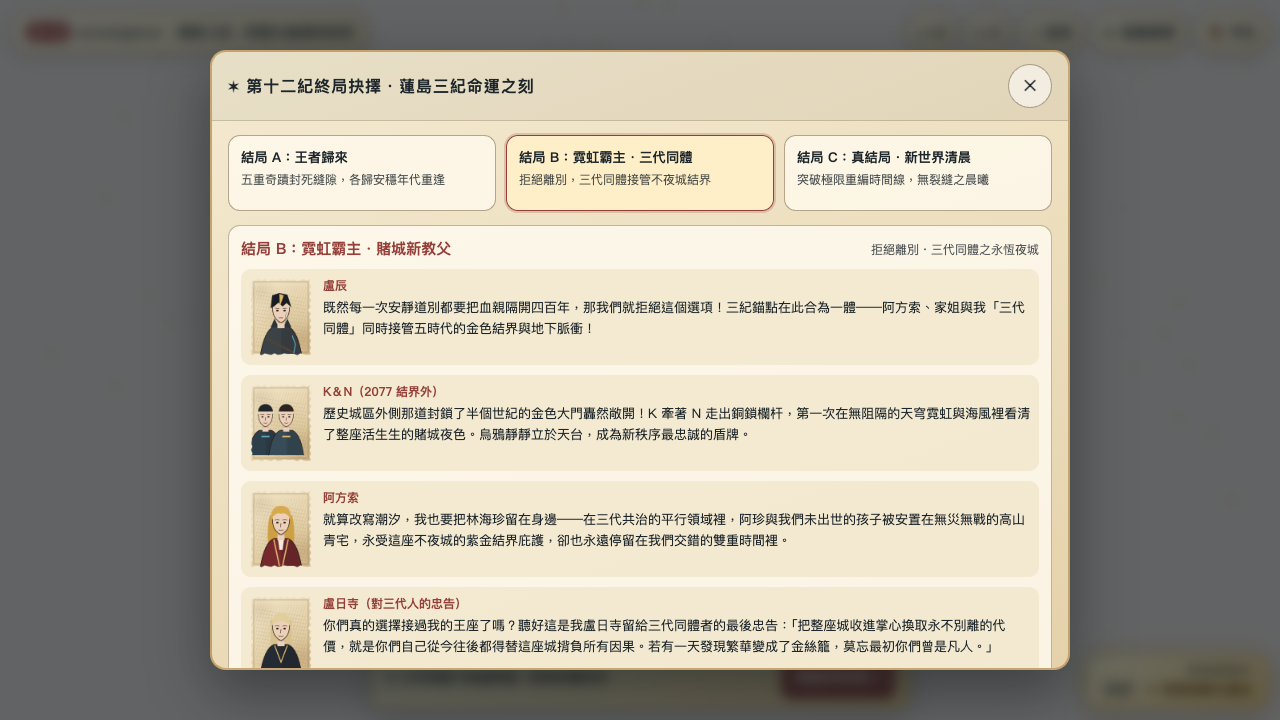 ✶ 第十二紀終局抉擇 · 蓮島三紀命運之刻
結局 A：王者歸來
五重奇蹟封死縫隙，各歸安穩年代重逢
結局 B：霓虹霸主 · 三代同體
拒絕離別，三代同體接管不夜城結界
結局 C：真結局 · 新世界清晨
突破極限重編時間線，無裂縫之晨曦
結局 B：霓虹霸主 · 賭城新教父
拒絕離別 · 三代同體之永恆夜城
盧辰
既然每一次安靜道別都要把血親隔開四百年，那我們就拒絕這個選項！三紀錨點在此合為一體——阿方索、家姐與我「三代
同體」同時接管五時代的金色結界與地下脈衝！
K＆N（2077 結界外）
歷史城區外側那道封鎖了半個世紀的金色大門轟然敞開！K 牽著 N 走出銅鎖欄杆，第一次在無阻隔的天穹霓虹與海風裡看清
了整座活生生的賭城夜色。烏鴉靜靜立於天台，成為新秩序最忠誠的盾牌。
阿方索
就算改寫潮汐，我也要把林海珍留在身邊——在三代共治的平行領域裡，阿珍與我們未出世的孩子被安置在無災無戰的高山
青宅，永受這座不夜城的紫金結界庇護，卻也永遠停留在我們交錯的雙重時間裡。
盧日寺（對三代人的忠告）
你們真的選擇接過我的王座了嗎？聽好這是我盧日寺留給三代同體者的最後忠告：「把整座城收進掌心換取永不別離的代
價，就是你們自己從今往後都得替這座城揹負所有因果。若有一天發現繁華變成了金絲籠，莫忘最初你們曾是凡人。」